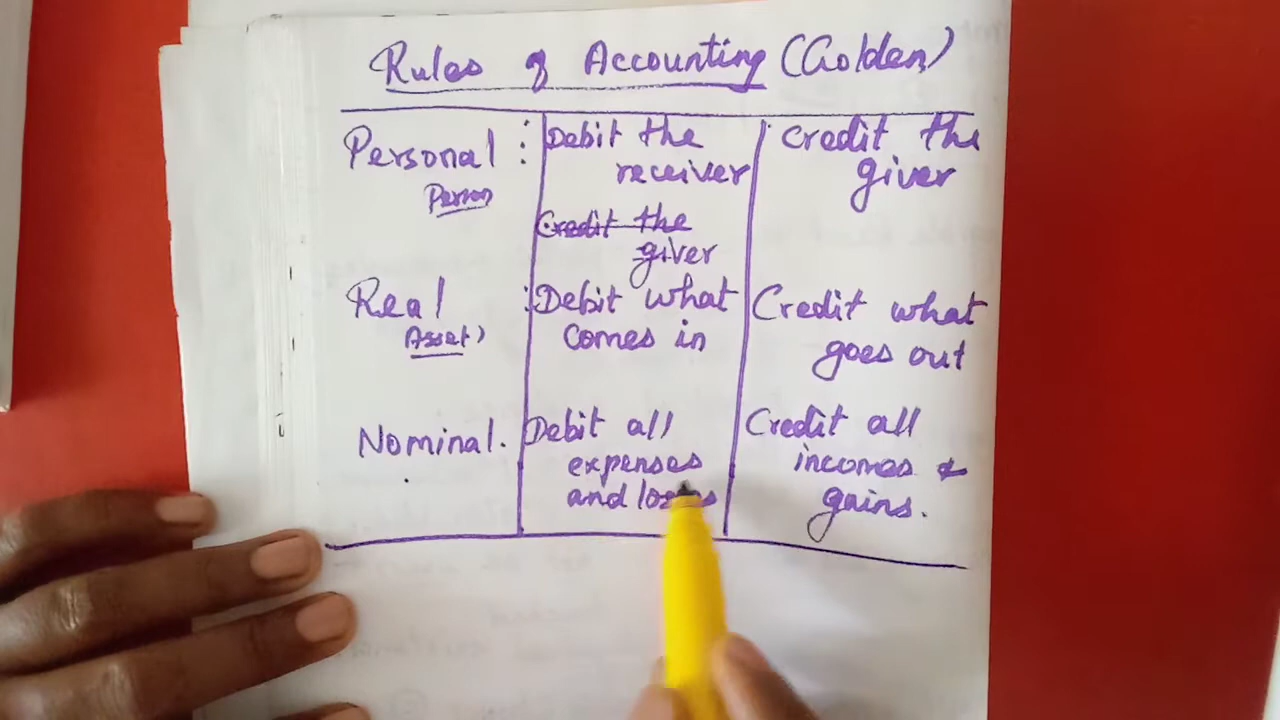 Rules of Accounting (Golden)
Personal : Debit the Credit the
receiver giver
Person
Credit the
giver
Real : Debit what Credit what
Asset) comes in goes out
Nominal. Debit all Credit all
expenses incomes &
and losses gains.